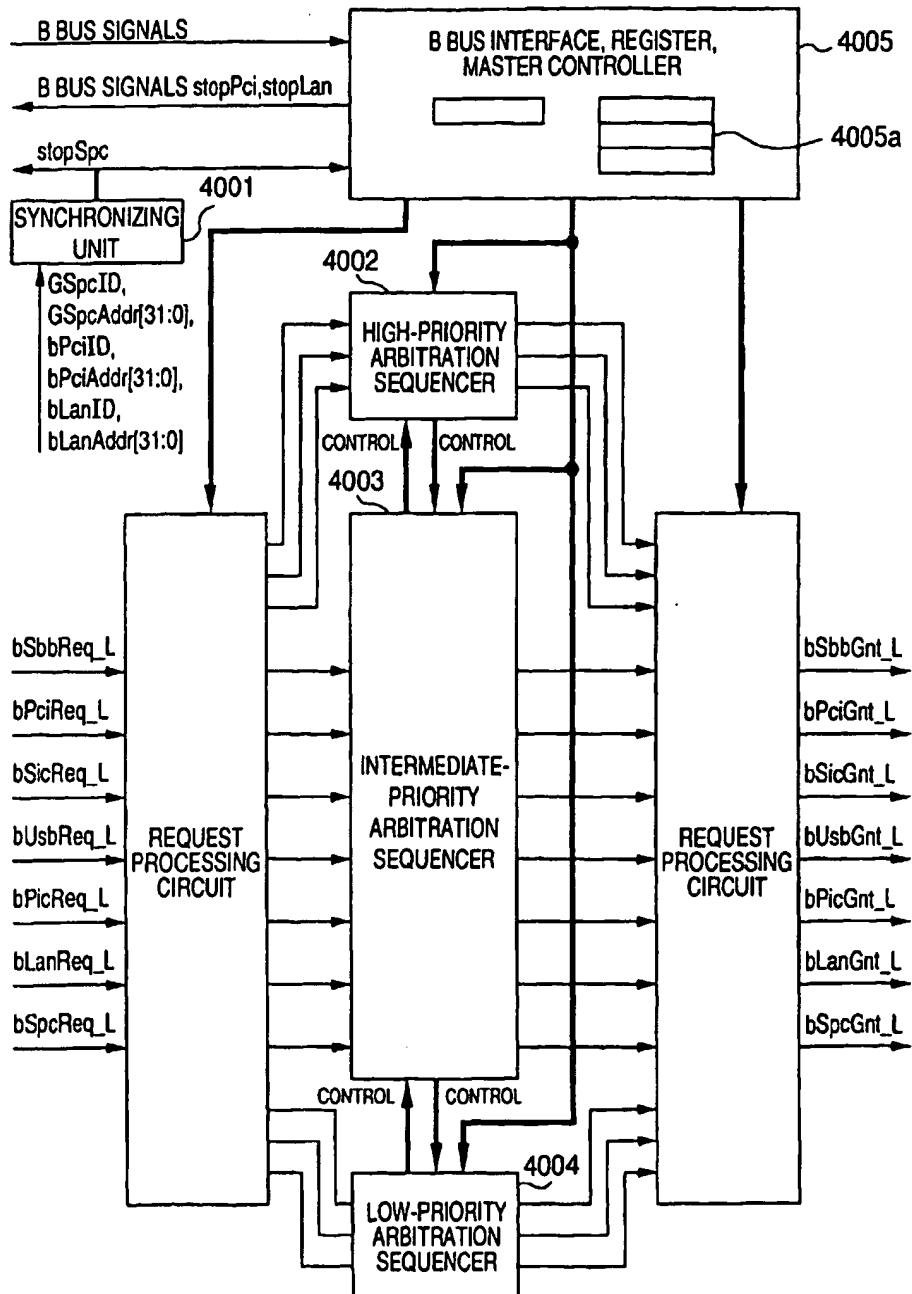 B BUS SIGNALS
B BUS SIGNALS stopPci,stopLan
stopSpc
B BUS INTERFACE, REGISTER,
MASTER CONTROLLER
4005
4005a
4001
SYNCHRONIZING
UNIT
GSpcID,
GSpcAddr[31:0],
bPciID,
bPciAddr[31:0],
bLanID,
bLanAddr[31:0]
4002
HIGH-PRIORITY
ARBITRATION
SEQUENCER
CONTROL
CONTROL
4003
bSbbReq_L
bPciReq_L
bSicReq_L
bUsbReq_L
bPicReq_L
bLanReq_L
bSpcReq_L
REQUEST
PROCESSING
CIRCUIT
INTERMEDIATE-
PRIORITY
ARBITRATION
SEQUENCER
REQUEST
PROCESSING
CIRCUIT
bSbbGnt_L
bPciGnt_L
bSicGnt_L
bUsbGnt_L
bPicGnt_L
bLanGnt_L
bSpcGnt_L
CONTROL
CONTROL
4004
LOW-PRIORITY
ARBITRATION
SEQUENCER